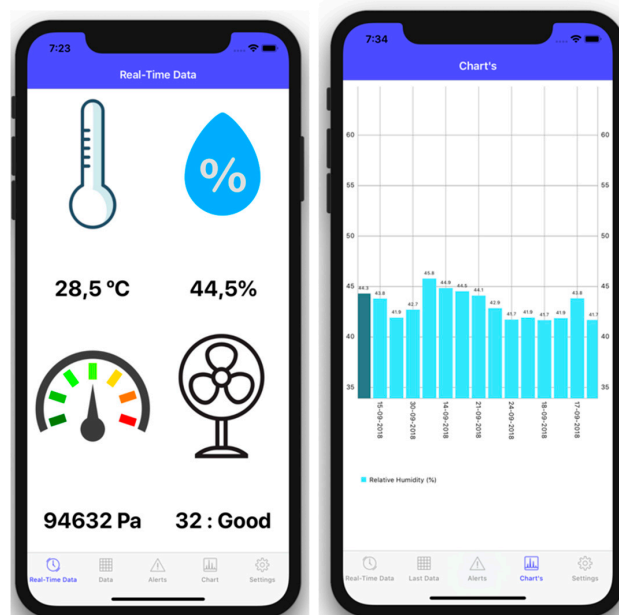 7:23
Real-Time Data
%
28,5 ºC
44,5%
94632 Pa
32 : Good
Real-Time Data
Data
Alerts
Chart
Settings
7:34
Chart's
60
60
55
55
50
50
45
45
40
40
35
35
44.3
43.8
41.9
42.7
45.8
44.8
44.5
44.1
42.8
41.7
41.9
41.7
41.8
43.8
41.7
15-09-2018
30-09-2018
14-09-2018
21-09-2018
24-09-2018
18-09-2018
17-09-2018
Relative Humidity (%)
Real-Time Data
Last Data
Alerts
Chart's
Settings